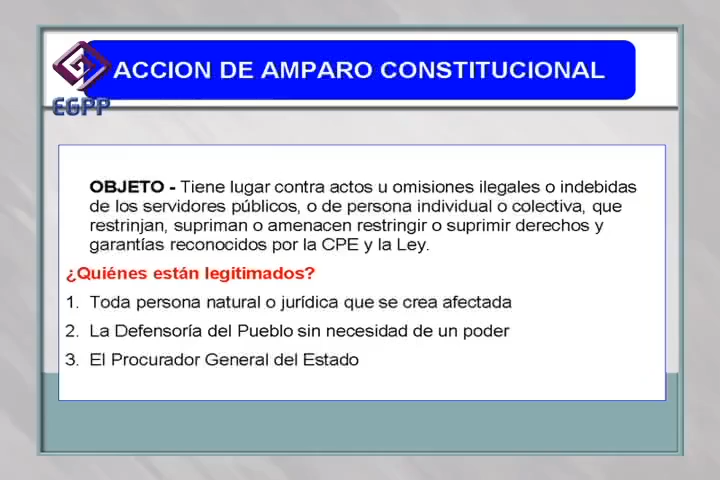 ACCION DE AMPARO CONSTITUCIONAL
EGPP
OBJETO - Tiene lugar contra actos u omisiones ilegales o indebidas
de los servidores públicos, o de persona individual o colectiva, que
restrinjan, supriman o amenacen restringir o suprimir derechos y
garantías reconocidos por la CPE y la Ley.
¿Quiénes están legitimados?
1. Toda persona natural o jurídica que se crea afectada
2. La Defensoría del Pueblo sin necesidad de un poder
3. El Procurador General del Estado